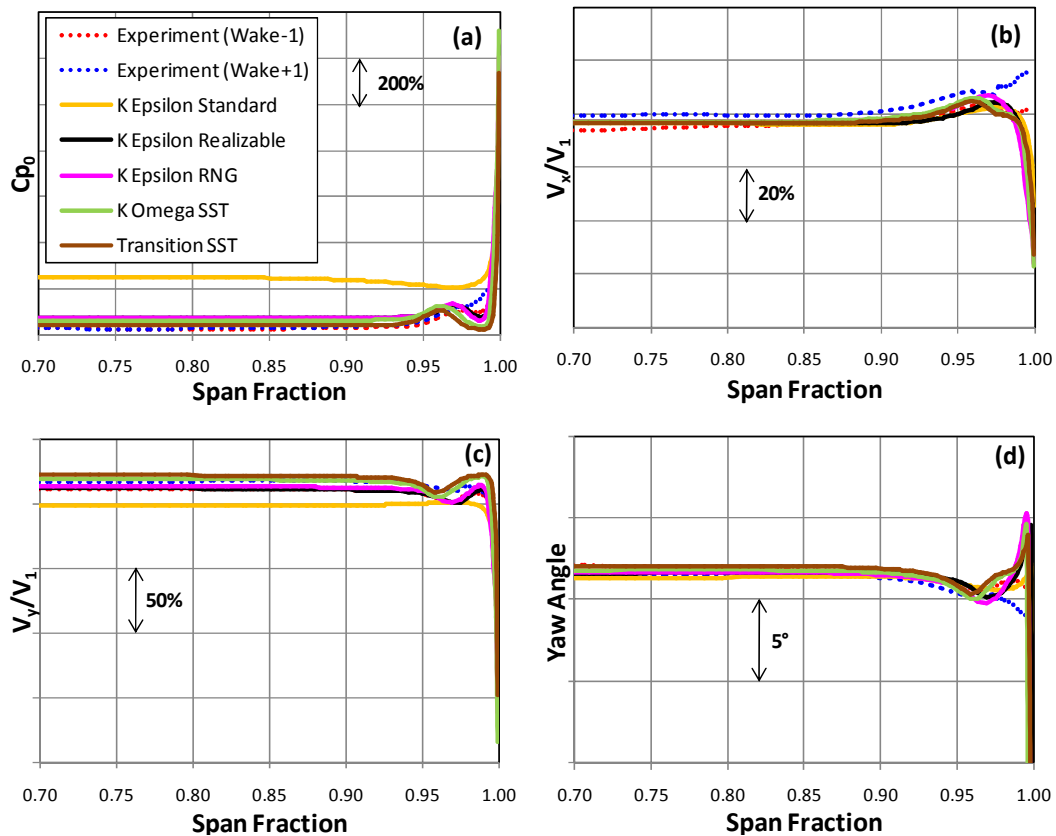 Experiment (Wake-1)
Experiment (Wake+1)
K Epsilon Standard
K Epsilon Realizable
K Epsilon RNG
K Omega SST
Transition SST
(a)
200%
Cp0
0.70 0.75 0.80 0.85 0.90 0.95 1.00
Span Fraction
(b)
20%
Vx/V1
0.70 0.75 0.80 0.85 0.90 0.95 1.00
Span Fraction
(c)
50%
Vy/V1
0.70 0.75 0.80 0.85 0.90 0.95 1.00
Span Fraction
(d)
5°
Yaw Angle
0.70 0.75 0.80 0.85 0.90 0.95 1.00
Span Fraction